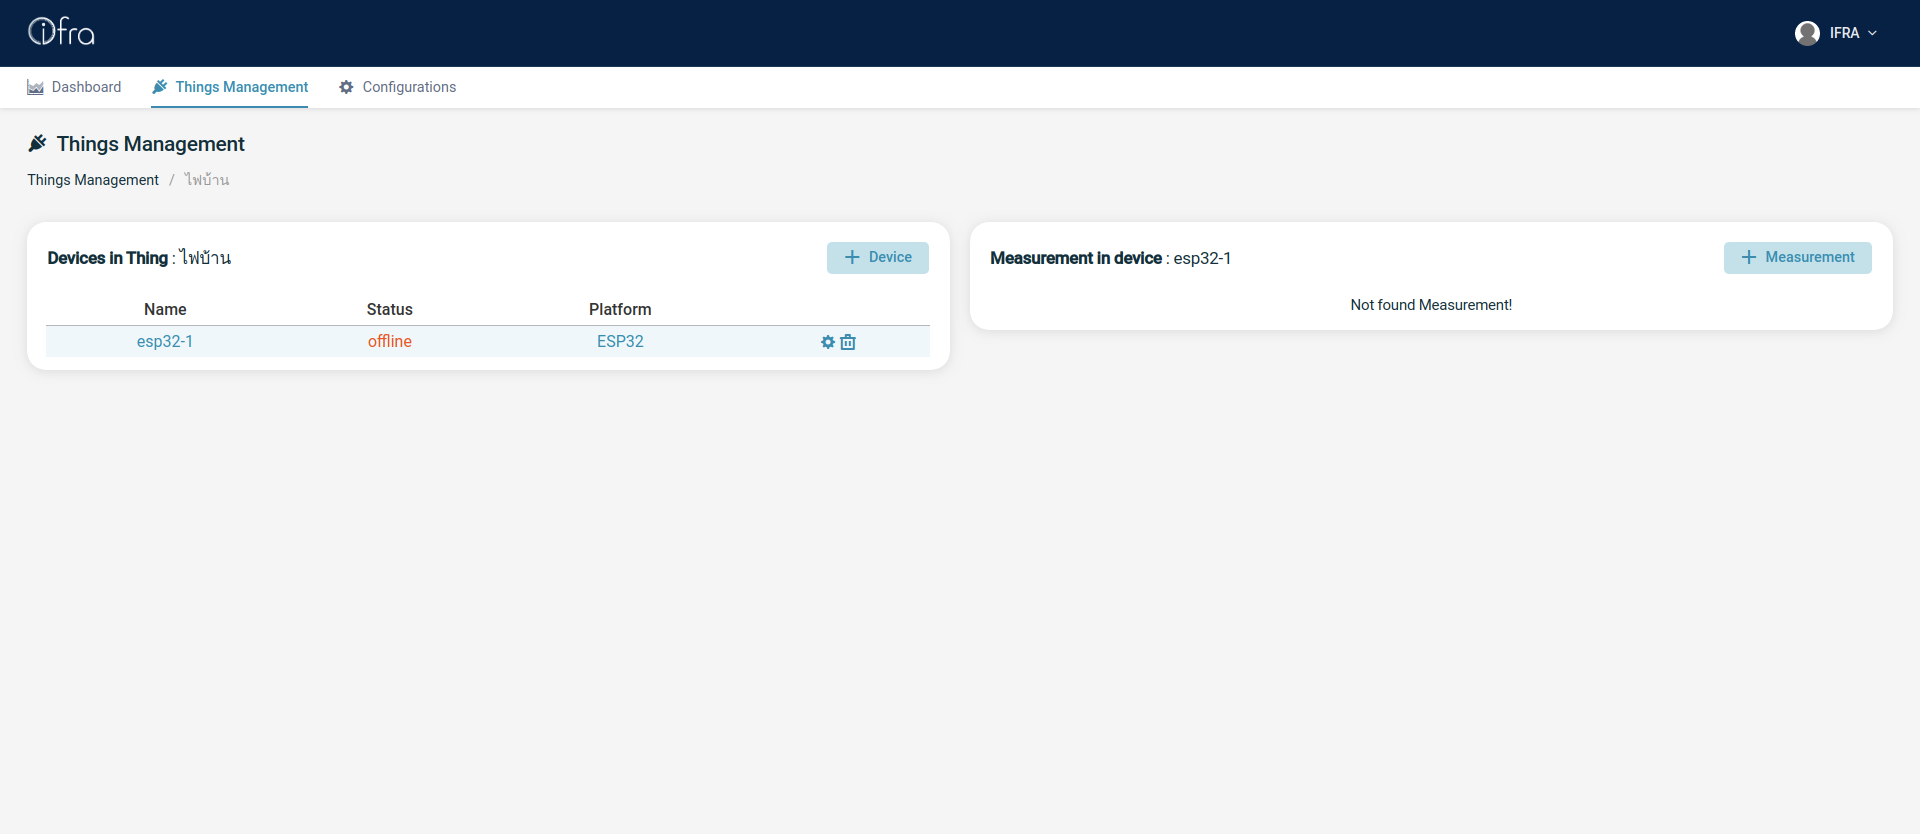 ifra
IFRA
Dashboard
Things Management
Configurations
Things Management
Things Management / ไฟบ้าน
Devices in Thing : ไฟบ้าน
Device
Name Status Platform
esp32-1 offline ESP32
Measurement in device : esp32-1
Measurement
Not found Measurement!